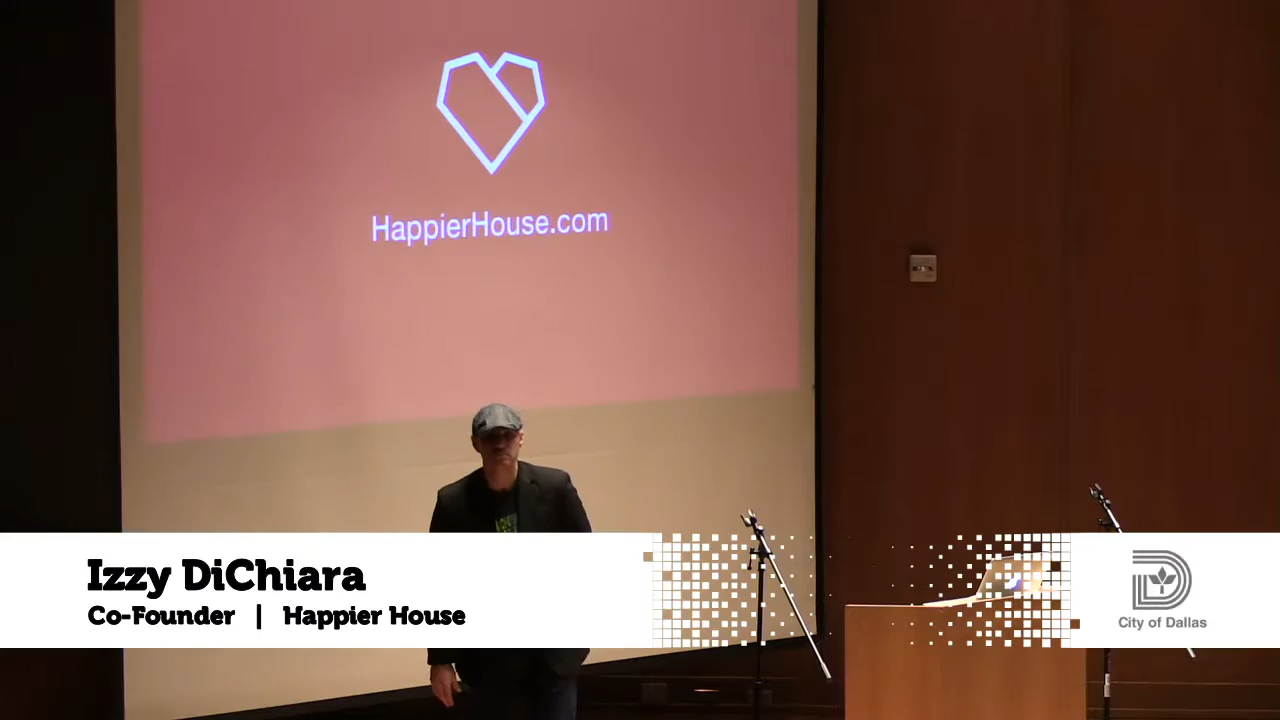 HappierHouse.com
Izzy DiChiara
Co-Founder | Happier House
City of Dallas